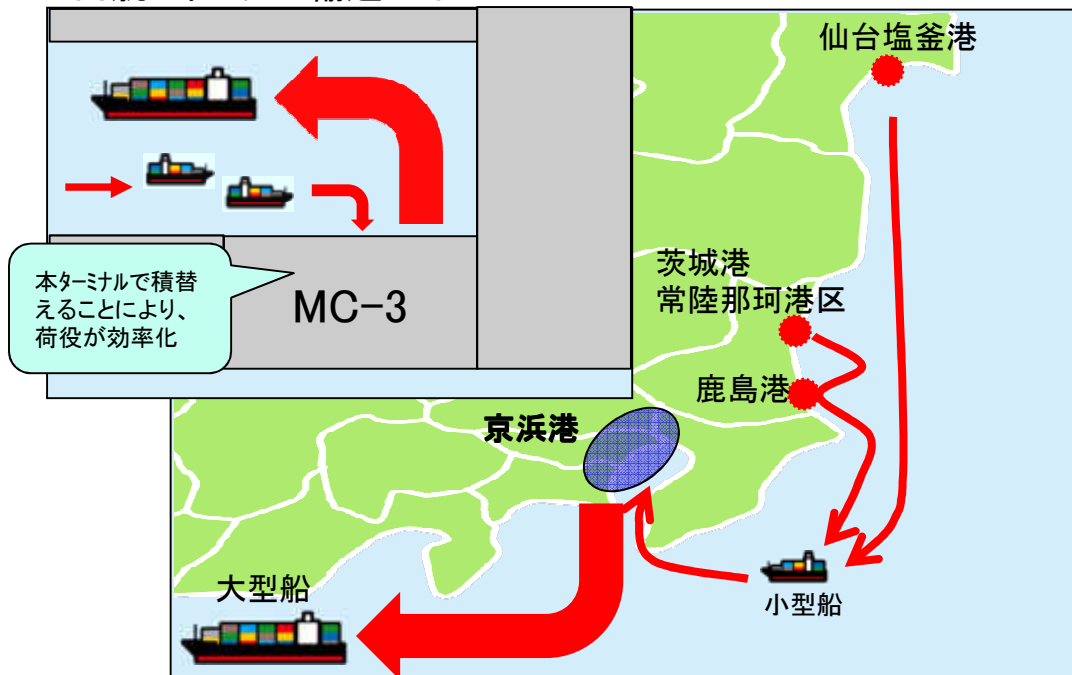 仙台塩釜港
本ターミナルで積替
えることにより、
荷役が効率化
MC-3
茨城港
常陸那珂港区
鹿島港
京浜港
大型船
小型船